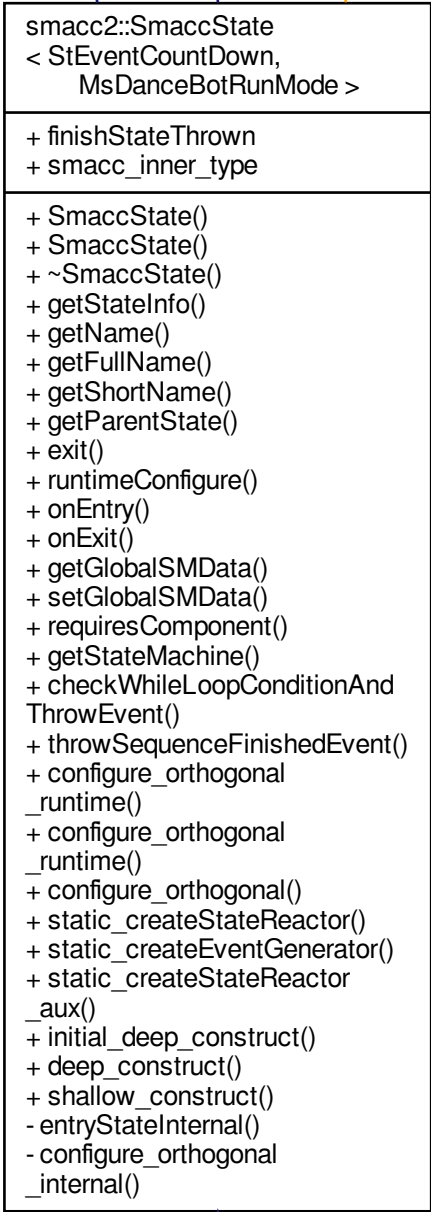 smacc2::SmaccState
< StEventCountDown,
MsDanceBotRunMode >
+ finishStateThrown
+ smacc_inner_type
+ SmaccState()
+ SmaccState()
+ ~SmaccState()
+ getStateInfo()
+ getName()
+ getFullName()
+ getShortName()
+ getParentState()
+ exit()
+ runtimeConfigure()
+ onEntry()
+ onExit()
+ getGlobalSMData()
+ setGlobalSMData()
+ requiresComponent()
+ getStateMachine()
+ checkWhileLoopConditionAnd
ThrowEvent()
+ throwSequenceFinishedEvent()
+ configure_orthogonal
_runtime()
+ configure_orthogonal
_runtime()
+ configure_orthogonal()
+ static_createStateReactor()
+ static_createEventGenerator()
+ static_createStateReactor
_aux()
+ initial_deep_construct()
+ deep_construct()
+ shallow_construct()
- entryStateInternal()
- configure_orthogonal
_internal()